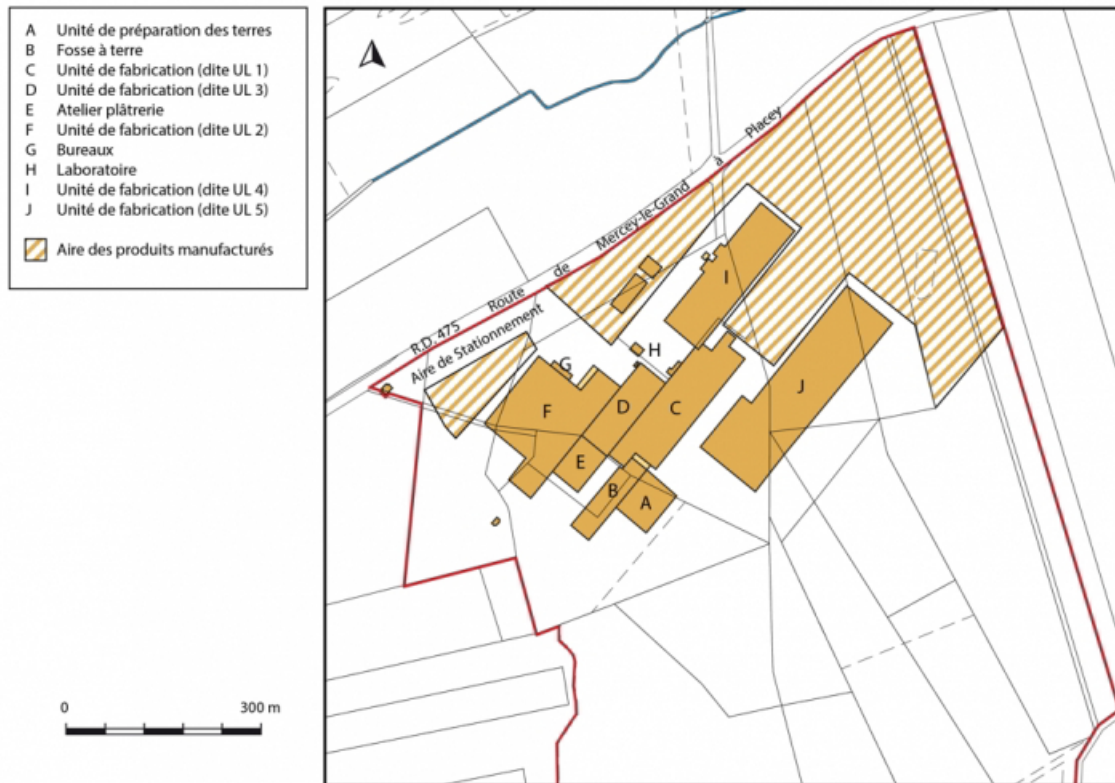 A Unité de préparation des terres
B Fosse à terre
C Unité de fabrication (dite UL 1)
D Unité de fabrication (dite UL 3)
E Atelier plâtrerie
F Unité de fabrication (dite UL 2)
G Bureaux
H Laboratoire
I Unité de fabrication (dite UL 4)
J Unité de fabrication (dite UL 5)
Aire des produits manufacturés
0 300 m
R.D. 475 Route de Mercey-le-Grand à Placey
Aire de Stationnement
I
H
G
J
F
D
C
E
B
A